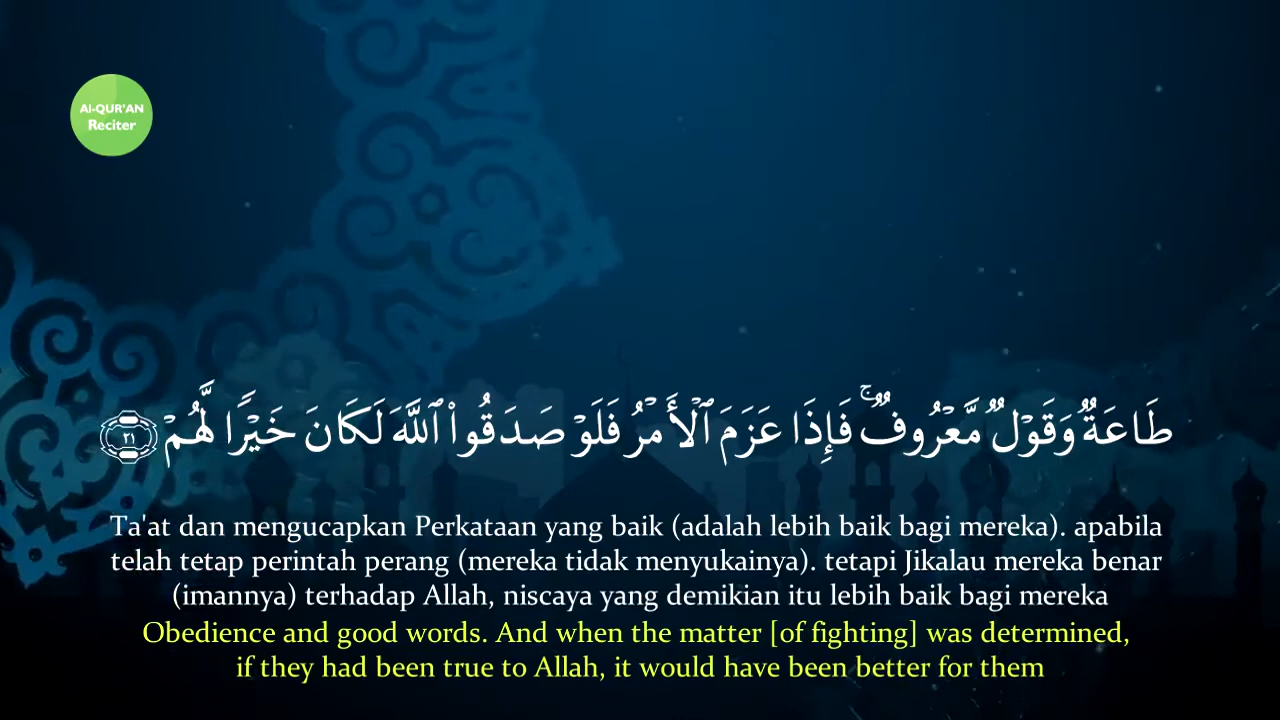 Al-QUR'AN
Reciter
طَاعَةٌ وَقَوْلٌ مَّعْرُوفٌ ۚ فَإِذَا عَزَمَ ٱلْأَمْرُ فَلَوْ صَدَقُوا۟ ٱللَّهَ لَكَانَ خَيْرًا لَّهُمْ ٢١
Ta'at dan mengucapkan Perkataan yang baik (adalah lebih baik bagi mereka). apabila
telah tetap perintah perang (mereka tidak menyukainya). tetapi Jikalau mereka benar
(imannya) terhadap Allah, niscaya yang demikian itu lebih baik bagi mereka
Obedience and good words. And when the matter [of fighting] was determined,
if they had been true to Allah, it would have been better for them